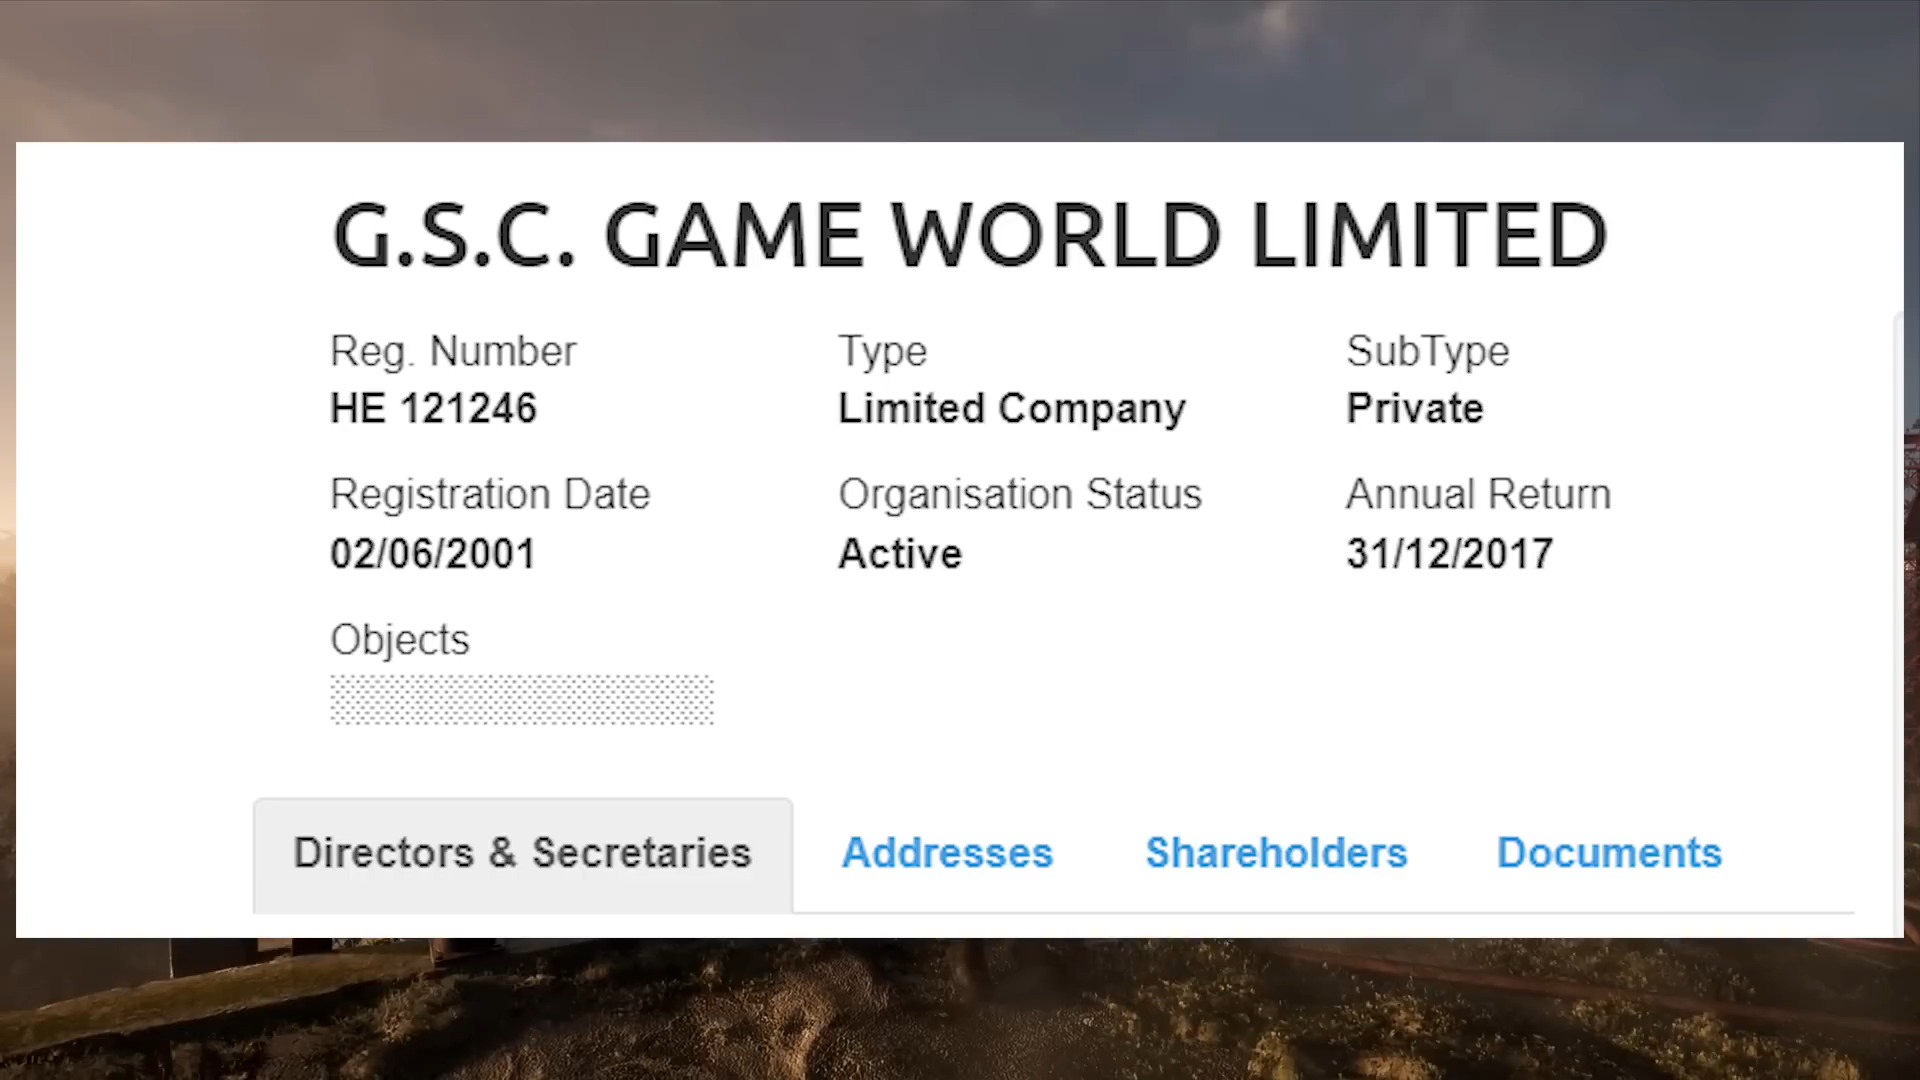 G.S.C. GAME WORLD LIMITED
Reg. Number Type SubType
HE 121246 Limited Company Private
Registration Date Organisation Status Annual Return
02/06/2001 Active 31/12/2017
Objects
Directors & Secretaries Addresses Shareholders Documents